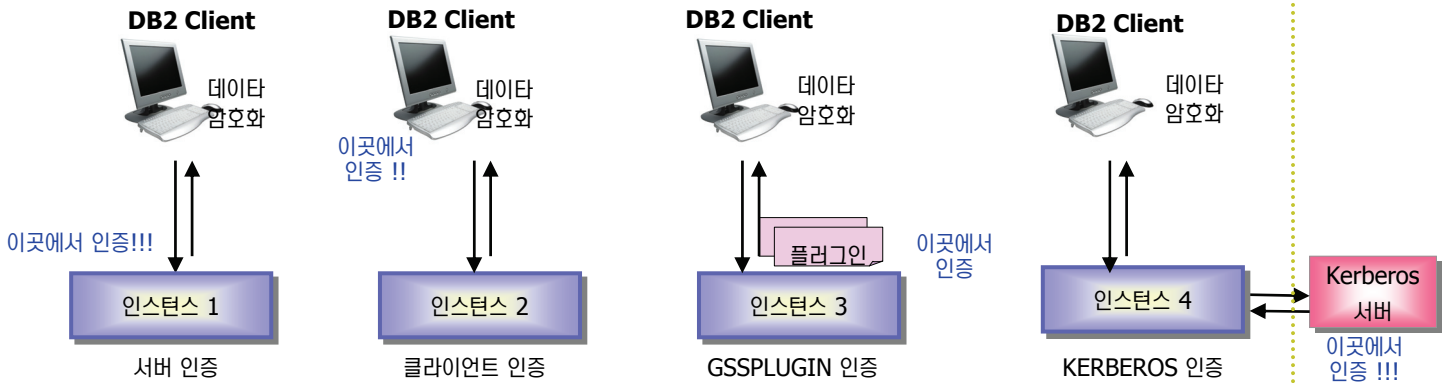 DB2 Client
데이타
암호화
이곳에서 인증!!!
인스턴스 1
서버 인증
DB2 Client
데이타
암호화
이곳에서
인증 !!
인스턴스 2
클라이언트 인증
DB2 Client
데이타
암호화
플러그인
이곳에서
인증
인스턴스 3
GSSPLUGIN 인증
DB2 Client
데이타
암호화
인스턴스 4
KERBEROS 인증
Kerberos
서버
이곳에서
인증 !!!